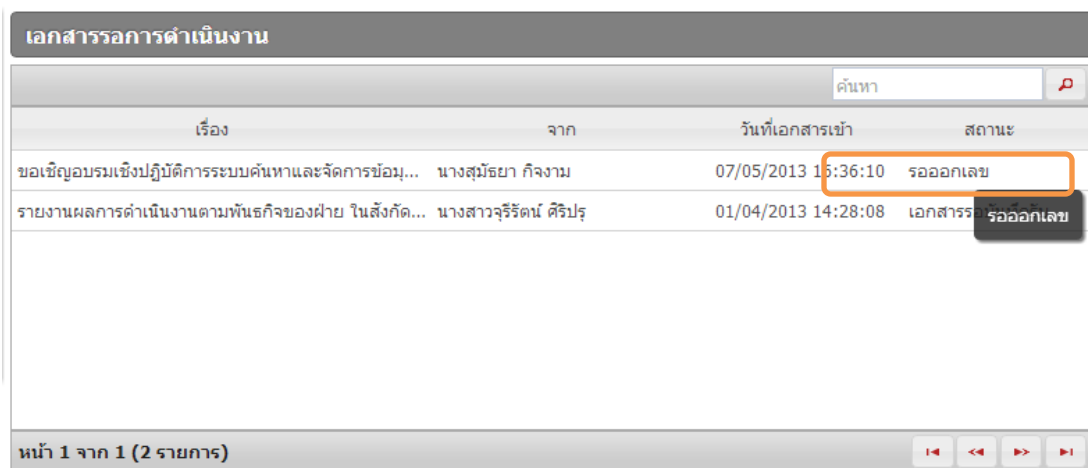 เอกสารรอการดำเนินงาน
ค้นหา
เรื่อง จาก วันที่เอกสารเข้า สถานะ
ขอเชิญอบรมเชิงปฏิบัติการระบบค้นหาและจัดการข้อมู... นางสุมัธยา กิจงาม 07/05/2013 15:36:10 รอออกเลข
รายงานผลการดำเนินงานตามพันธกิจของฝ่าย ในสังกัด... นางสาวจุรีรัตน์ ศิริปรุ 01/04/2013 14:28:08
รอออกเลข
หน้า 1 จาก 1 (2 รายการ)